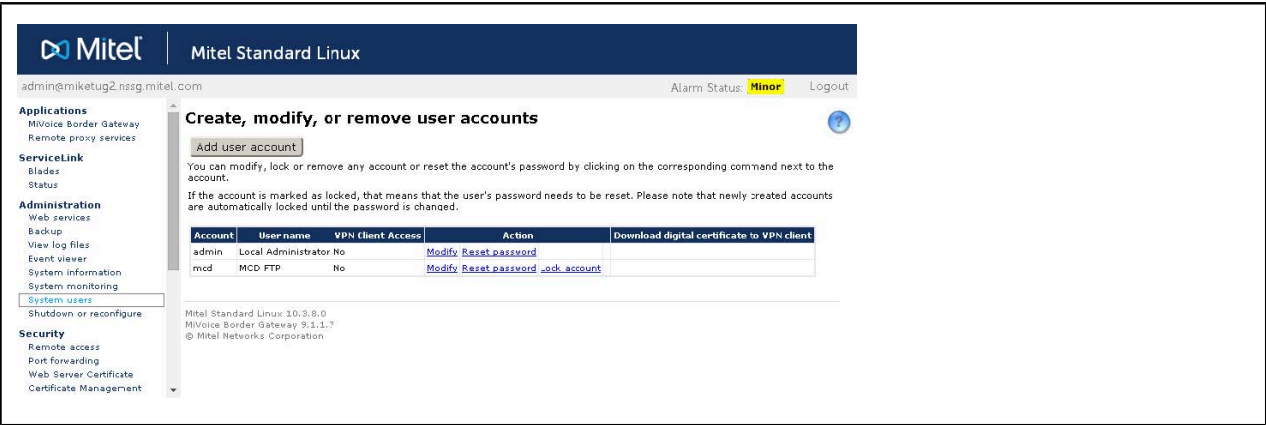 Mitel
Mitel Standard Linux
admin@miketug2.nssg.mitel.com
Alarm Status: Minor
Logout
Applications
MiVoice Border Gateway
Remote proxy services
ServiceLink
Blades
Status
Administration
Web services
Backup
View log files
Event viewer
System information
System monitoring
System users
Shutdown or reconfigure
Security
Remote access
Port forwarding
Web Server Certificate
Certificate Management
Create, modify, or remove user accounts
?
Add user account
You can modify, lock or remove any account or reset the account's password by clicking on the corresponding command next to the
account.
If the account is marked as locked, that means that the user's password needs to be reset. Please note that newly created accounts
are automatically locked until the password is changed.
Account User name VPN Client Access Action Download digital certificate to VPN client
admin Local Administrator No Modify Reset password
mcd MCD FTP No Modify Reset password Lock account
Mitel Standard Linux 10.3.8.0
MiVoice Border Gateway 9.1.1.?
© Mitel Networks Corporation